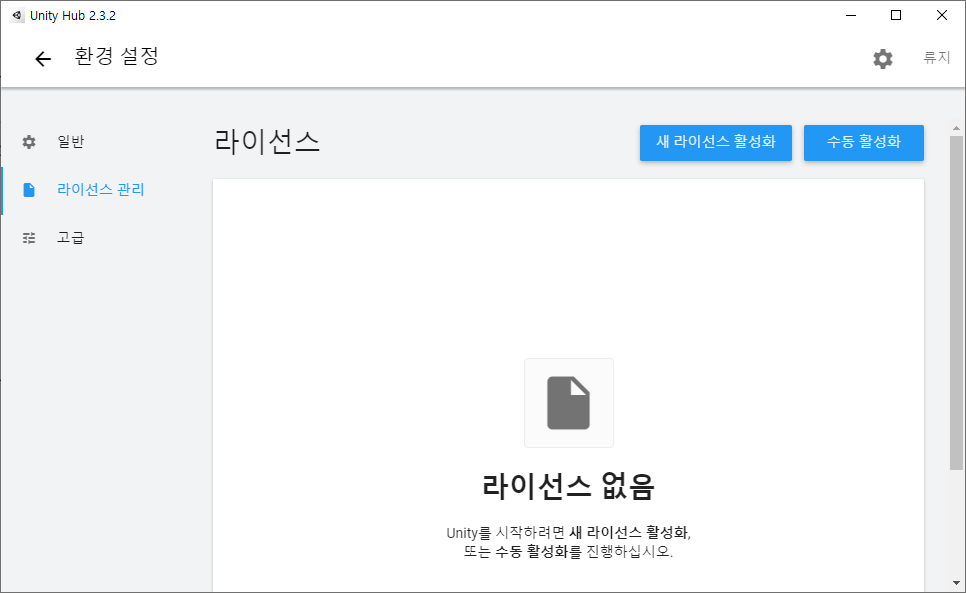 Unity Hub 2.3.2
환경 설정
류지
일반
라이선스 관리
고급
라이선스
새 라이선스 활성화
수동 활성화
라이선스 없음
Unity를 시작하려면 새 라이선스 활성화,
또는 수동 활성화를 진행하십시오.